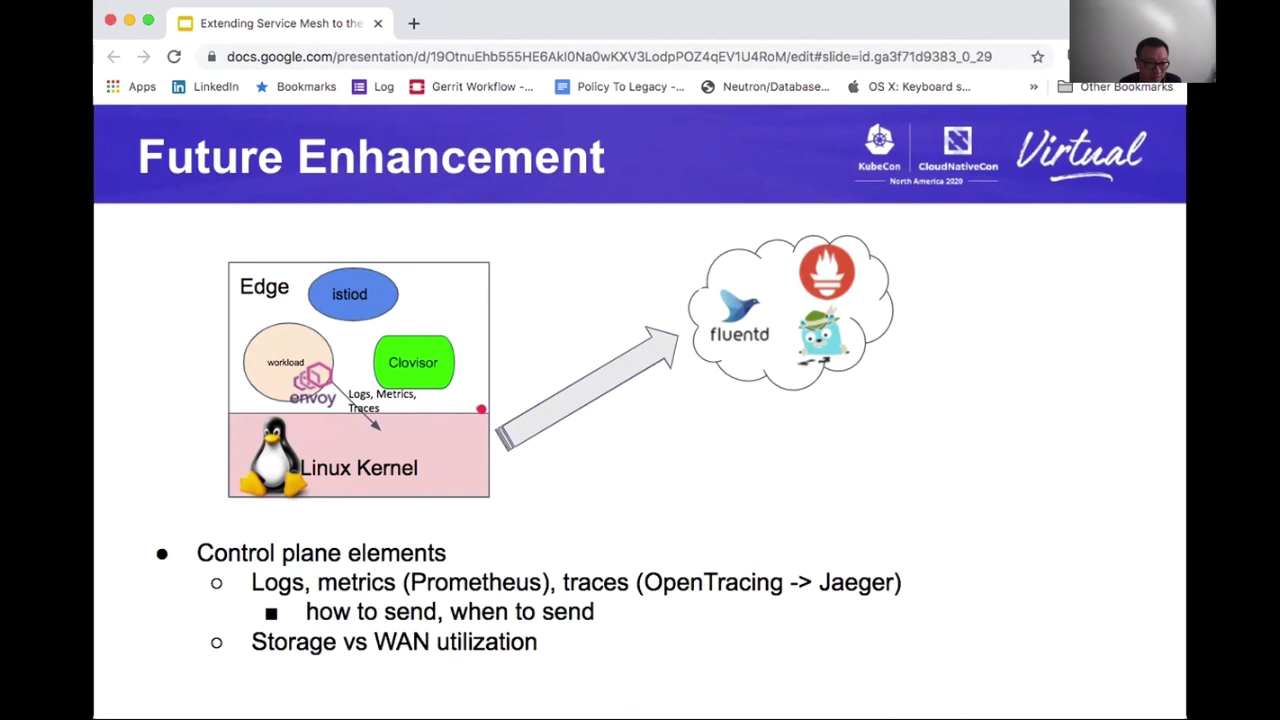 Extending Service Mesh to the
docs.google.com/presentation/d/19OtnuEhb555HE6AkI0Na0wKXV3LodpPOZ4qEV1U4RoM/edit#slide=id.ga3f71d9383_0_29
Apps LinkedIn Bookmarks Log Gerrit Workflow -... Policy To Legacy -... Neutron/Database... OS X: Keyboard s... » Other Bookmarks
Future Enhancement
KubeCon CloudNativeCon Virtual
North America 2020
Edge
istiod
workload
Clovisor
envoy
Logs, Metrics,
Traces
Linux Kernel
fluentd
● Control plane elements
○ Logs, metrics (Prometheus), traces (OpenTracing -> Jaeger)
■ how to send, when to send
○ Storage vs WAN utilization